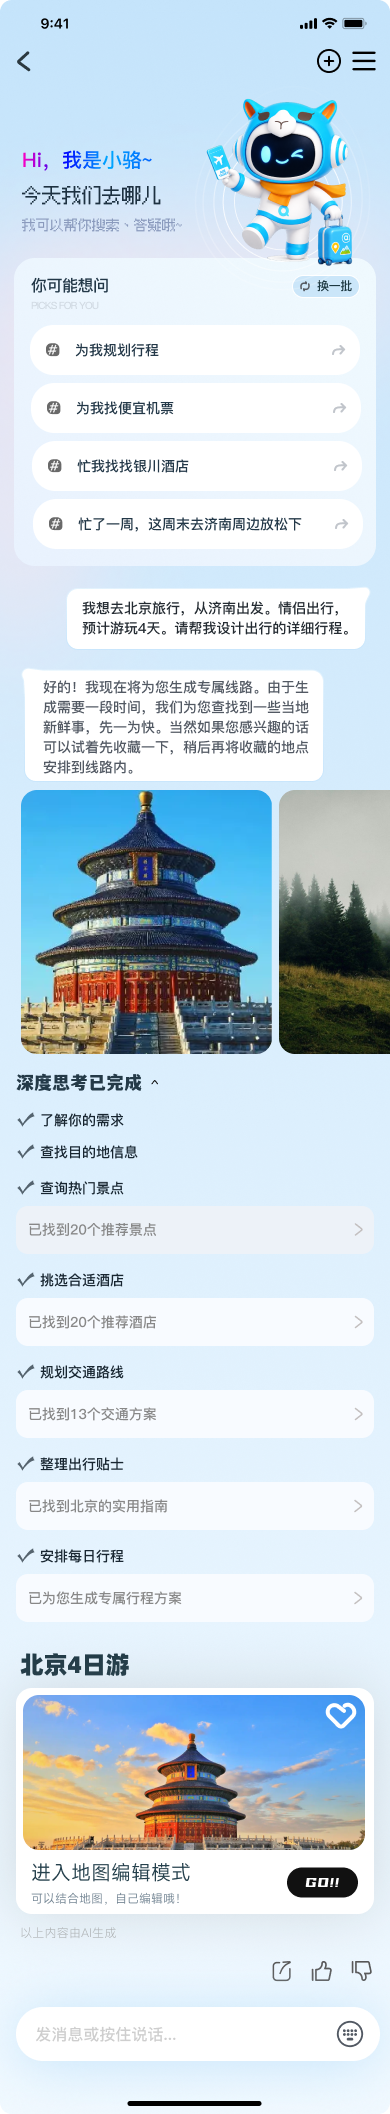 9:41
Hi，我是小骆~
今天我们去哪儿
我可以帮你搜索、答疑哦~
你可能想问
换一批
PICKS FOR YOU
# 为我规划行程
# 为我找便宜机票
# 忙我找找银川酒店
# 忙了一周，这周末去济南周边放松下
我想去北京旅行，从济南出发。情侣出行，
预计游玩4天。请帮我设计出行的详细行程。
好的！我现在将为您生成专属线路。由于生
成需要一段时间，我们为您查找到一些当地
新鲜事，先一为快。当然如果您感兴趣的话
可以试着先收藏一下，稍后再将收藏的地点
安排到线路内。
深度思考已完成
了解你的需求
查找目的地信息
查询热门景点
已找到20个推荐景点
挑选合适酒店
已找到20个推荐酒店
规划交通路线
已找到13个交通方案
整理出行贴士
已找到北京的实用指南
安排每日行程
已为您生成专属行程方案
北京4日游
进入地图编辑模式
可以结合地图，自己编辑哦！
GO!!
以上内容由AI生成
发消息或按住说话...